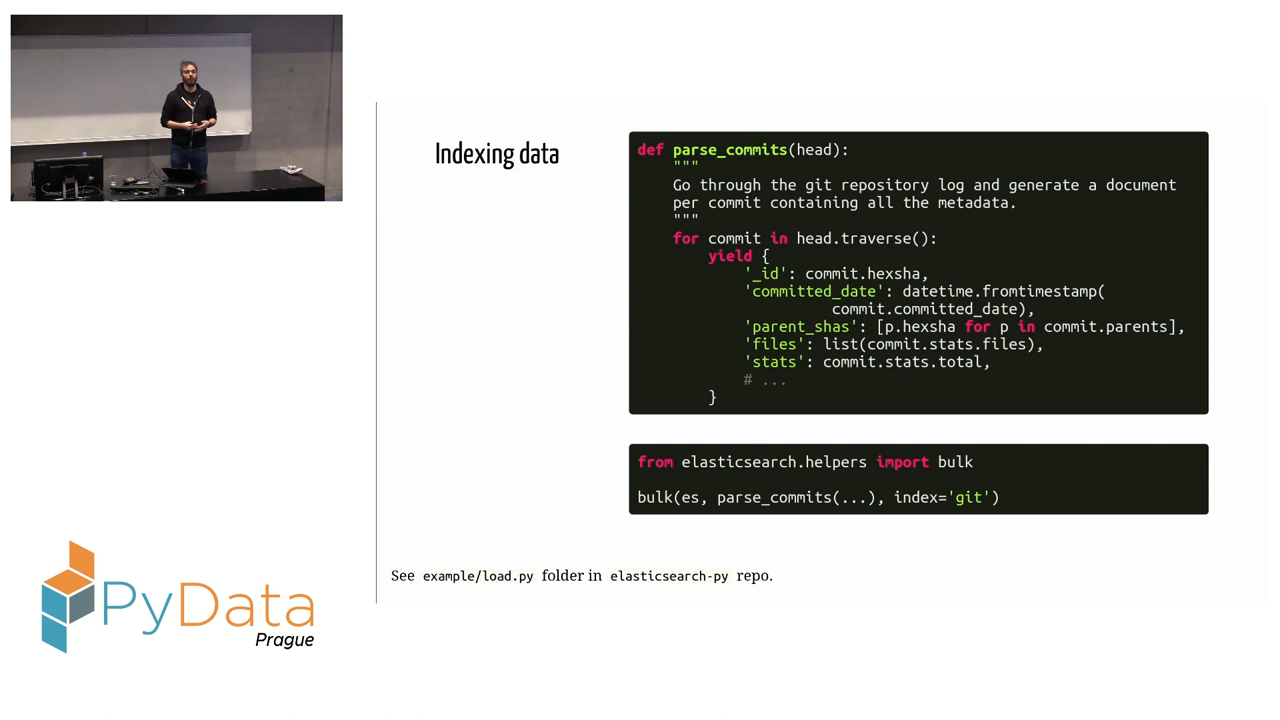 Indexing data
def parse_commits(head):
    """
    Go through the git repository log and generate a document
    per commit containing all the metadata.
    """
    for commit in head.traverse():
        yield {
            '_id': commit.hexsha,
            'committed_date': datetime.fromtimestamp(
                      commit.committed_date),
            'parent_shas': [p.hexsha for p in commit.parents],
            'files': list(commit.stats.files),
            'stats': commit.stats.total,
            # ...
        }
from elasticsearch.helpers import bulk
bulk(es, parse_commits(...), index='git')
See example/load.py folder in elasticsearch-py repo.
PyData
Prague